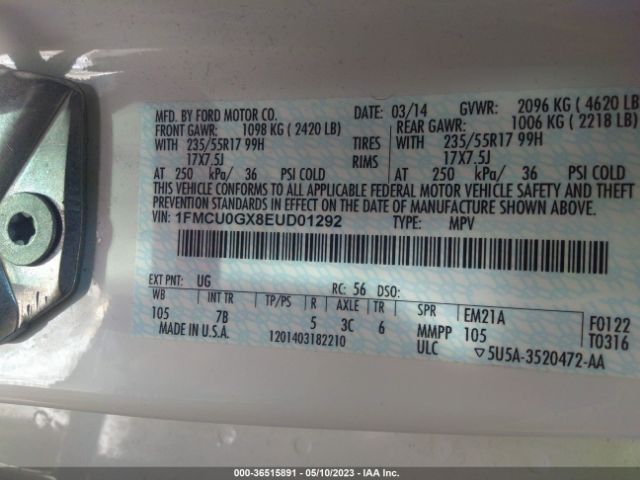 MFD. BY FORD MOTOR CO. DATE: 03/14 GVWR: 2096 KG ( 4620 LB
FRONT GAWR: 1098 KG ( 2420 LB) REAR GAWR: 1006 KG ( 2218 LB)
WITH 235/55R17 99H TIRES WITH 235/55R17 99H
17X7.5J RIMS 17X7.5J
AT 250 kPa/ 36 PSI COLD AT 250 kPa/ 36 PSI COLD
THIS VEHICLE CONFORMS TO ALL APPLICABLE FEDERAL MOTOR VEHICLE SAFETY AND THEFT
PREVENTION STANDARDS IN EFFECT ON THE DATE OF MANUFACTURE SHOWN ABOVE.
VIN: 1FMCU0GX8EUD01292 TYPE: MPV
EXT PNT: UG RC: 56 DSO:
WB INT TR TP/PS R AXLE TR SPR EM21A F0122
105 7B 5 3C 6 MMPP 105 T0316
MADE IN U.S.A. 1201403182210 ULC ▽5U5A-3520472-AA
000-36515891 - 05/10/2023 - IAA Inc.